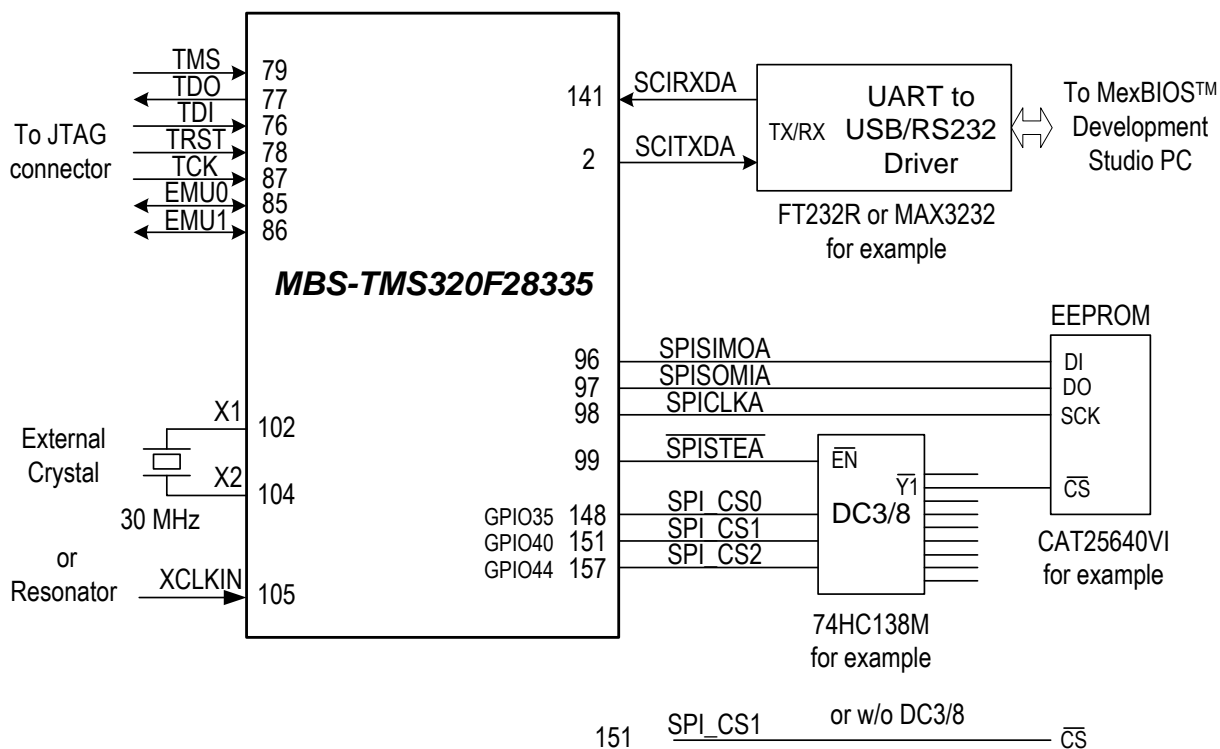 TMS
79
TDO
77
TDI
76
TRST
78
TCK
87
EMU0
85
EMU1
86
To JTAG
connector
MBS-TMS320F28335
141
SCIRXDA
2
SCITXDA
TX/RX
UART to
USB/RS232
Driver
To MexBIOS™
Development
Studio PC
FT232R or MAX3232
for example
X1
102
X2
104
External
Crystal
30 MHz
or
Resonator
XCLKIN
105
96
SPISIMOA
97
SPISOMIA
98
SPICLKA
99
SPISTEA
GPIO35
148
SPI_CS0
GPIO40
151
SPI_CS1
GPIO44
157
SPI_CS2
EN
Y1
DC3/8
74HC138M
for example
EEPROM
DI
DO
SCK
CS
CAT25640VI
for example
151
SPI_CS1
or w/o DC3/8
CS